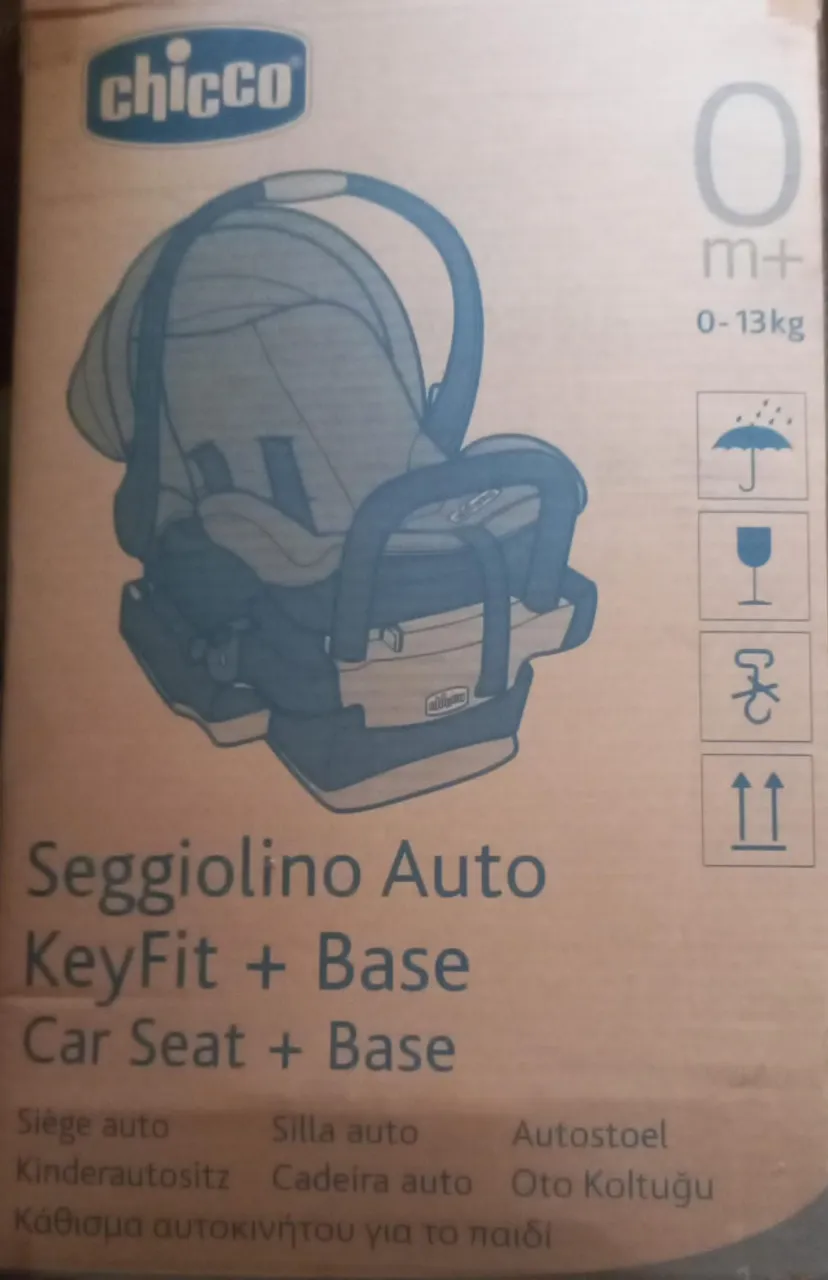 chicco
0
m+
0-13kg
chicco
Seggiolino Auto
KeyFit + Base
Car Seat + Base
Siège auto Silla auto Autostoel
Kinderautositz Cadeira auto Oto Koltuğu
Κάθισμα αυτοκινήτου για το παιδί